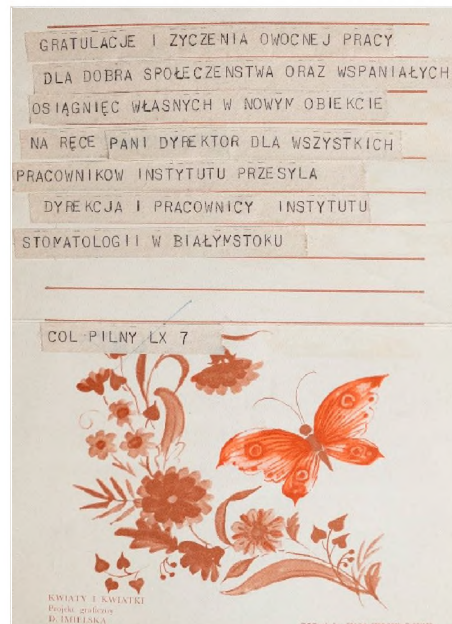 GRATULACJE I ZYCZENIA OWOCNEJ PRACY
DLA DOBRA SPOŁECZENSTWA ORAZ WSPANIAŁYCH
OSIĄGNIĘC WŁASNYCH W NOWYM OBIEKCIE
NA RĘCE PANI DYREKTOR DLA WSZYSTKICH
PRACOWNIKOW INSTYTUTU PRZESYLA
DYREKCJA I PRACOWNICY INSTYTUTU
STOMATOLOGII W BIAŁYMSTOKU
COL PILNY LX 7
KWIATY I KWIATKI
Projekt graficzny
D. IMIELSKA